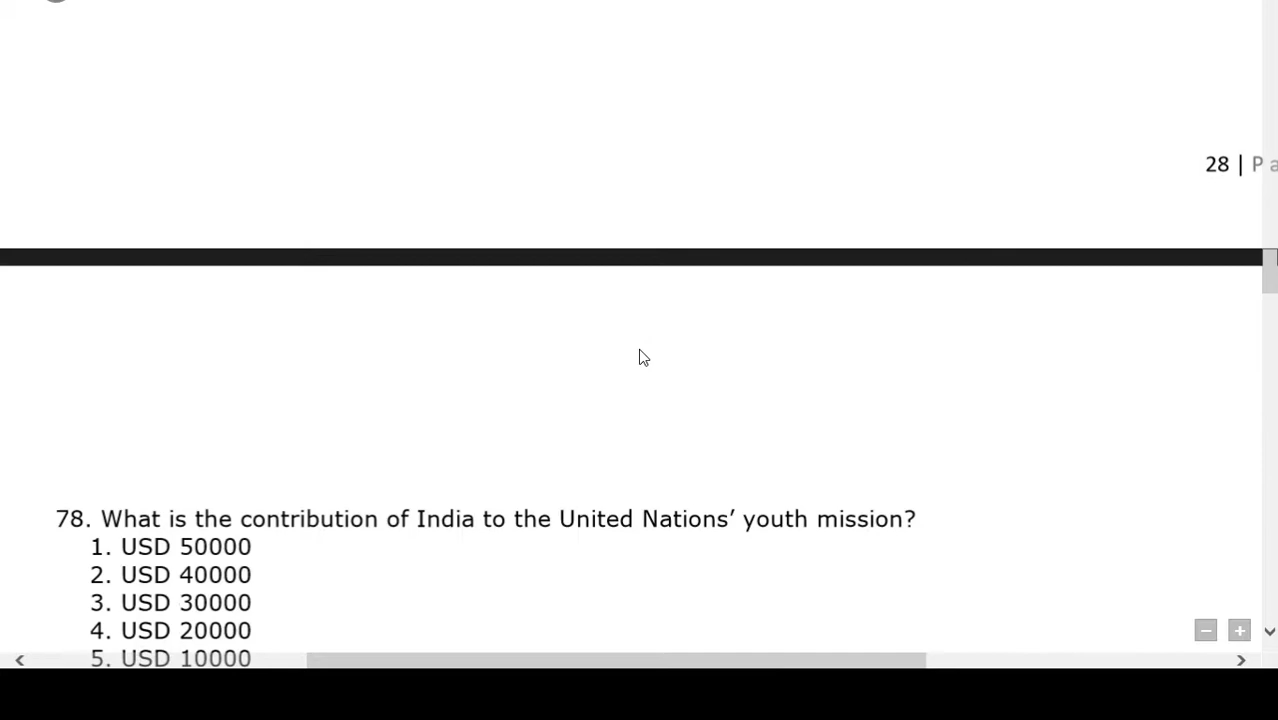 28 | P a
78. What is the contribution of India to the United Nations’ youth mission?
1. USD 50000
2. USD 40000
3. USD 30000
4. USD 20000
5. USD 10000